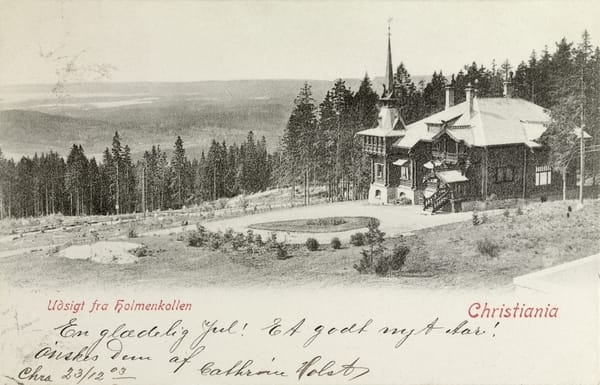 Udsigt fra Holmenkollen
Christiania
En glædelig Jul! Et godt nytt Aar!
ønskes Dem af Cathrine Holst
Chra 23/12 03